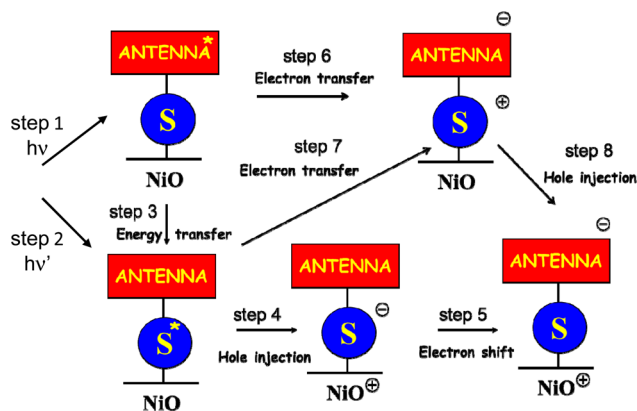 ANTENNA*
S
NiO
step 1
hν
step 6
Electron transfer
step 7
Electron transfer
⊖
ANTENNA
⊕
S
NiO
step 8
Hole injection
step 2
hν’
step 3
Energy transfer
ANTENNA
S*
NiO
step 4
Hole injection
ANTENNA
⊖
S
NiO⊕
step 5
Electron shift
⊖
ANTENNA
S
NiO⊕